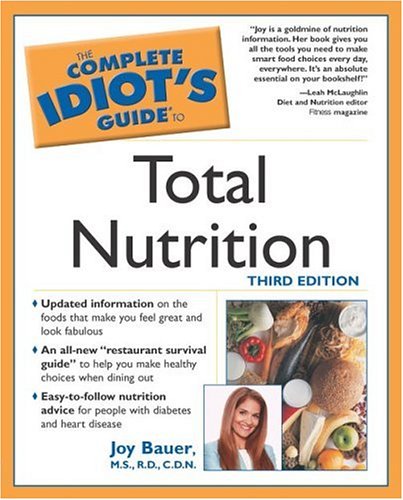 THE
COMPLETE
IDIOT'S
GUIDE® TO
"Joy is a goldmine of nutrition
information. Her book gives you
all the tools you need to make
smart food choices every day,
everywhere. It's an absolute
essential on your bookshelf!"
—Leah McLaughlin
Diet and Nutrition editor
Fitness magazine
Total
Nutrition
THIRD EDITION
♦ Updated information on the
foods that make you feel great and
look fabulous
♦ An all-new "restaurant survival
guide" to help you make healthy
choices when dining out
♦ Easy-to-follow nutrition
advice for people with diabetes
and heart disease
Joy Bauer,
M.S., R.D., C.D.N.